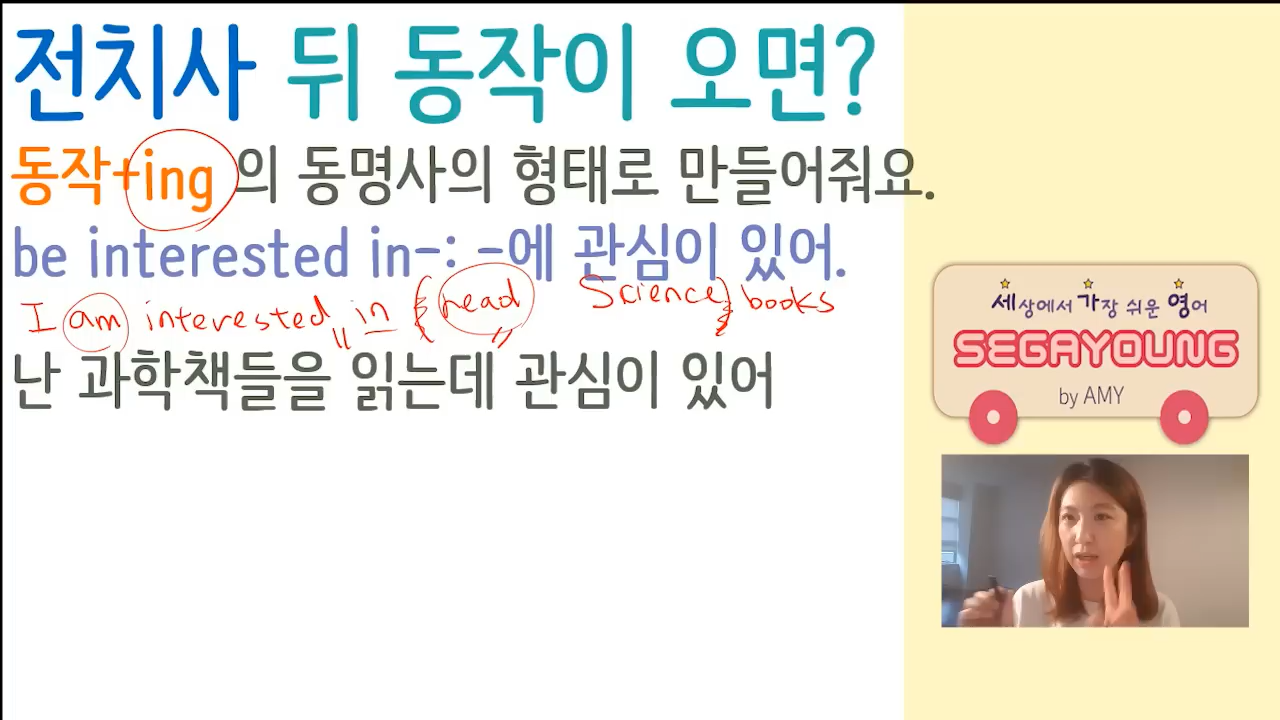 전치사 뒤 동작이 오면?
동작+ing 의 동명사의 형태로 만들어줘요.
be interested in-: -에 관심이 있어.
I am interested in read Science books
난 과학책들을 읽는데 관심이 있어
세상에서 가장 쉬운 영어
SEGAYOUNG
by AMY